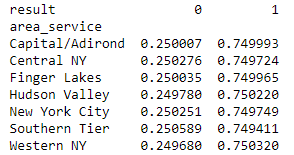 result 0 1
area_service
Capital/Adirond 0.250007 0.749993
Central NY 0.250276 0.749724
Finger Lakes 0.250035 0.749965
Hudson Valley 0.249780 0.750220
New York City 0.250251 0.749749
Southern Tier 0.250589 0.749411
Western NY 0.249680 0.750320